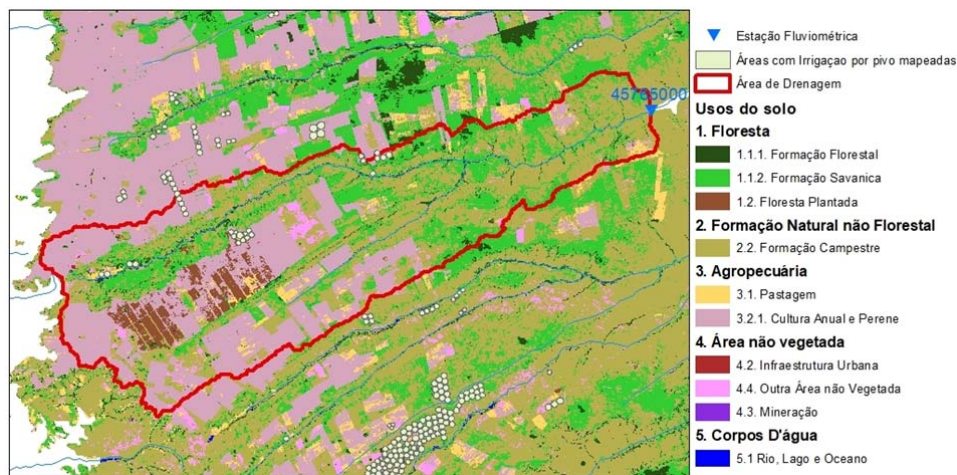 45765000
Estação Fluviométrica
Áreas com Irrigaçao por pivo mapeadas
Área de Drenagem
Usos do solo
1. Floresta
1.1.1. Formação Florestal
1.1.2. Formação Savanica
1.2. Floresta Plantada
2. Formação Natural não Florestal
2.2. Formação Campestre
3. Agropecuária
3.1. Pastagem
3.2.1. Cultura Anual e Perene
4. Área não vegetada
4.2. Infraestrutura Urbana
4.4. Outra Área não Vegetada
4.3. Mineração
5. Corpos D'água
5.1 Rio, Lago e Oceano